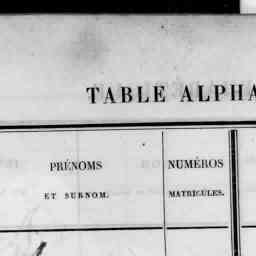 TABLE ALPHA
PRÉNOMS
ET SURNOM.
NUMÉROS
MATRICULES.